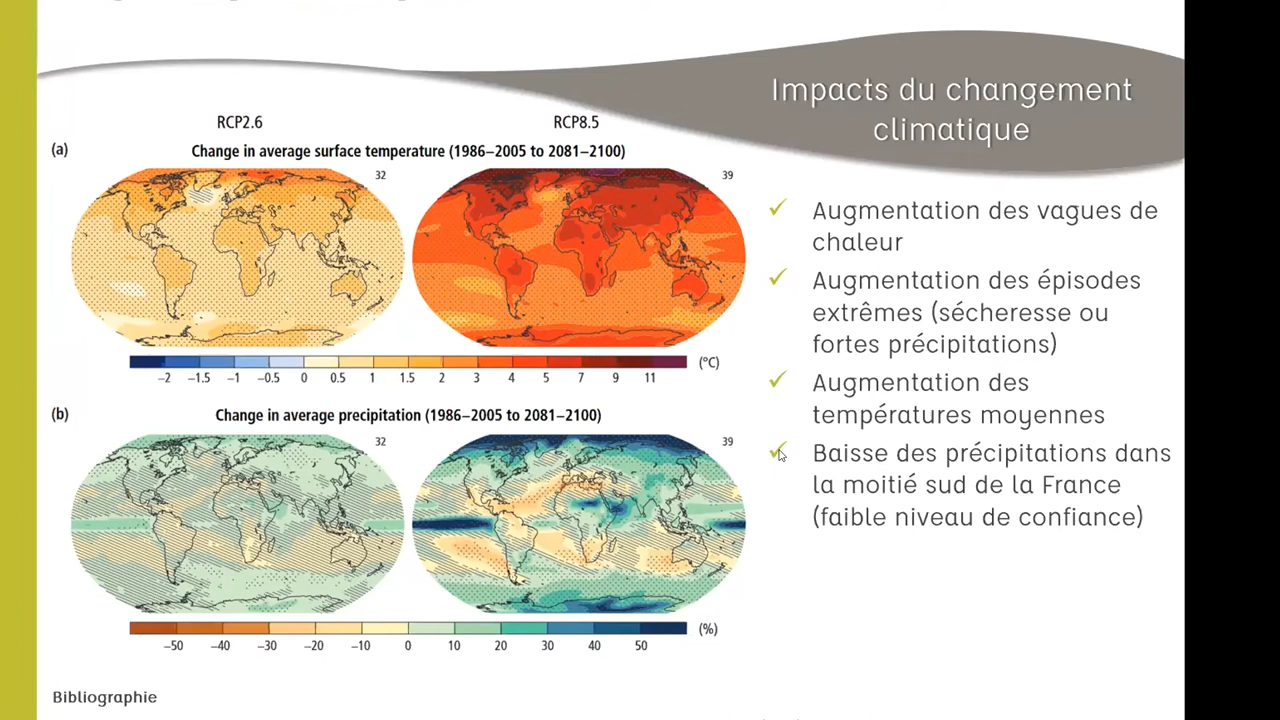 Impacts du changement
climatique
RCP2.6
RCP8.5
(a)
Change in average surface temperature (1986–2005 to 2081–2100)
32
39
–2 –1.5 –1 –0.5 0 0.5 1 1.5 2 3 4 5 7 9 11
(°C)
(b)
Change in average precipitation (1986–2005 to 2081–2100)
32
39
–50 –40 –30 –20 –10 0 10 20 30 40 50
(%)
Augmentation des vagues de
chaleur
Augmentation des épisodes
extrêmes (sécheresse ou
fortes précipitations)
Augmentation des
températures moyennes
Baisse des précipitations dans
la moitié sud de la France
(faible niveau de confiance)
Bibliographie